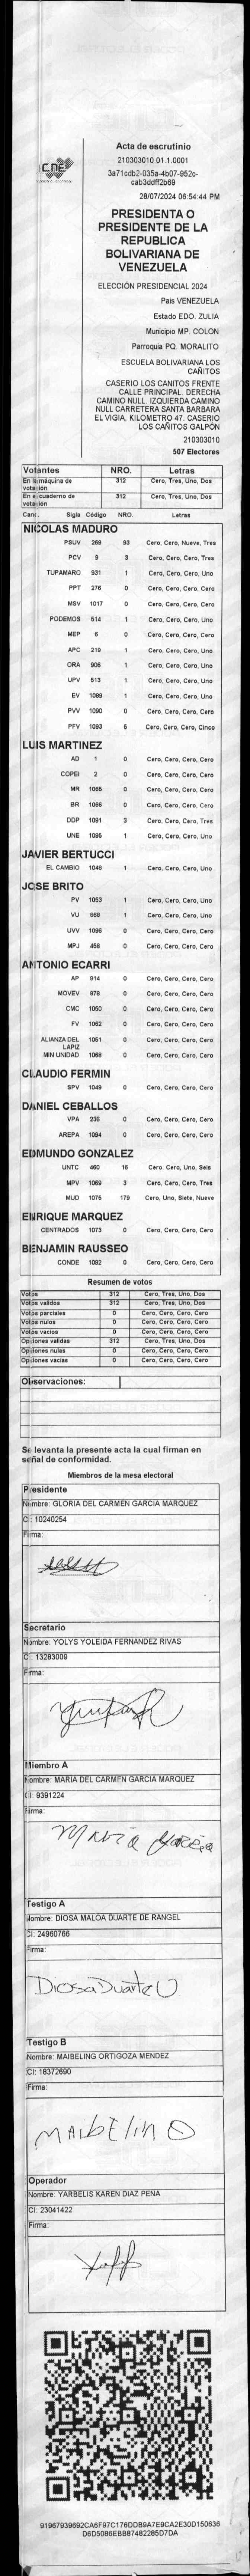 CNE
Acta de escrutinio
210303010.01.1.0001
3a71cdb2-035a-4b07-952c-
cab3ddff2b69
28/07/2024 06:54:44 PM
PRESIDENTA O
PRESIDENTE DE LA
REPUBLICA
BOLIVARIANA DE
VENEZUELA
ELECCIÓN PRESIDENCIAL 2024
Pais VENEZUELA
Estado EDO. ZULIA
Municipio MP. COLON
Parroquia PQ. MORALITO
ESCUELA BOLIVARIANA LOS
CAÑITOS
CASERIO LOS CANITOS FRENTE
CALLE PRINCIPAL. DERECHA
CAMINO NULL. IZQUIERDA CAMINO
NULL CARRETERA SANTA BARBARA
EL VIGIA, KILOMETRO 47. CASERIO
LOS CAÑITOS GALPÓN
210303010
507 Electores
Votantes NRO. Letras
En la máquina de votación 312 Cero, Tres, Uno, Dos
En el cuaderno de votación 312 Cero, Tres, Uno, Dos
Cand. Sigla Código NRO. Letras
NICOLAS MADURO
PSUV 269 93 Cero, Cero, Nueve, Tres
PCV 9 3 Cero, Cero, Cero, Tres
TUPAMARO 931 1 Cero, Cero, Cero, Uno
PPT 276 0 Cero, Cero, Cero, Cero
MSV 1017 0 Cero, Cero, Cero, Cero
PODEMOS 514 1 Cero, Cero, Cero, Uno
MEP 6 0 Cero, Cero, Cero, Cero
APC 219 1 Cero, Cero, Cero, Uno
ORA 906 1 Cero, Cero, Cero, Uno
UPV 513 1 Cero, Cero, Cero, Uno
EV 1089 1 Cero, Cero, Cero, Uno
PVV 1090 0 Cero, Cero, Cero, Cero
PFV 1093 5 Cero, Cero, Cero, Cinco
LUIS MARTINEZ
AD 1 0 Cero, Cero, Cero, Cero
COPEI 2 0 Cero, Cero, Cero, Cero
MR 1065 0 Cero, Cero, Cero, Cero
BR 1066 0 Cero, Cero, Cero, Cero
DDP 1091 3 Cero, Cero, Cero, Tres
UNE 1095 1 Cero, Cero, Cero, Uno
JAVIER BERTUCCI
EL CAMBIO 1048 1 Cero, Cero, Cero, Uno
JOSE BRITO
PV 1053 1 Cero, Cero, Cero, Uno
VU 868 1 Cero, Cero, Cero, Uno
UVV 1096 0 Cero, Cero, Cero, Cero
MPJ 458 0 Cero, Cero, Cero, Cero
ANTONIO ECARRI
AP 914 0 Cero, Cero, Cero, Cero
MOVEV 978 0 Cero, Cero, Cero, Cero
CMC 1050 0 Cero, Cero, Cero, Cero
FV 1062 0 Cero, Cero, Cero, Cero
ALIANZA DEL LAPIZ 1061 0 Cero, Cero, Cero, Cero
MIN UNIDAD 1068 0 Cero, Cero, Cero, Cero
CLAUDIO FERMIN
SPV 1049 0 Cero, Cero, Cero, Cero
DANIEL CEBALLOS
VPA 236 0 Cero, Cero, Cero, Cero
AREPA 1094 0 Cero, Cero, Cero, Cero
EDMUNDO GONZALEZ
UNTC 460 16 Cero, Cero, Uno, Seis
MPV 1069 3 Cero, Cero, Cero, Tres
MUD 1075 179 Cero, Uno, Siete, Nueve
ENRIQUE MARQUEZ
CENTRADOS 1073 0 Cero, Cero, Cero, Cero
BENJAMIN RAUSSEO
CONDE 1092 0 Cero, Cero, Cero, Cero
Resumen de votos
Votos 312 Cero, Tres, Uno, Dos
Votos validos 312 Cero, Tres, Uno, Dos
Votos parciales 0 Cero, Cero, Cero, Cero
Votos nulos 0 Cero, Cero, Cero, Cero
Votos vacios 0 Cero, Cero, Cero, Cero
Opciones validas 312 Cero, Tres, Uno, Dos
Opciones nulas 0 Cero, Cero, Cero, Cero
Opciones vacias 0 Cero, Cero, Cero, Cero
Observaciones:
Se levanta la presente acta la cual firman en
señal de conformidad.
Miembros de la mesa electoral
Presidente
Nombre: GLORIA DEL CARMEN GARCIA MARQUEZ
CI: 10240254
Firma:
Secretario
Nombre: YOLYS YOLEIDA FERNANDEZ RIVAS
CI: 13283009
Firma:
Miembro A
Nombre: MARIA DEL CARMEN GARCIA MARQUEZ
CI: 9391224
Firma:
Maria Garcia
Testigo A
Nombre: DIOSA MALOA DUARTE DE RANGEL
CI: 24960766
Firma:
Diosa Duarte
Testigo B
Nombre: MAIBELING ORTIGOZA MENDEZ
CI: 18372690
Firma:
MAIBElinO
Operador
Nombre: YARBELIS KAREN DIAZ PEÑA
CI: 23041422
Firma:
91967939692CA6F97C176DDB9A7E9CA2E30D150636
D6D5086EBB87482285D7DA